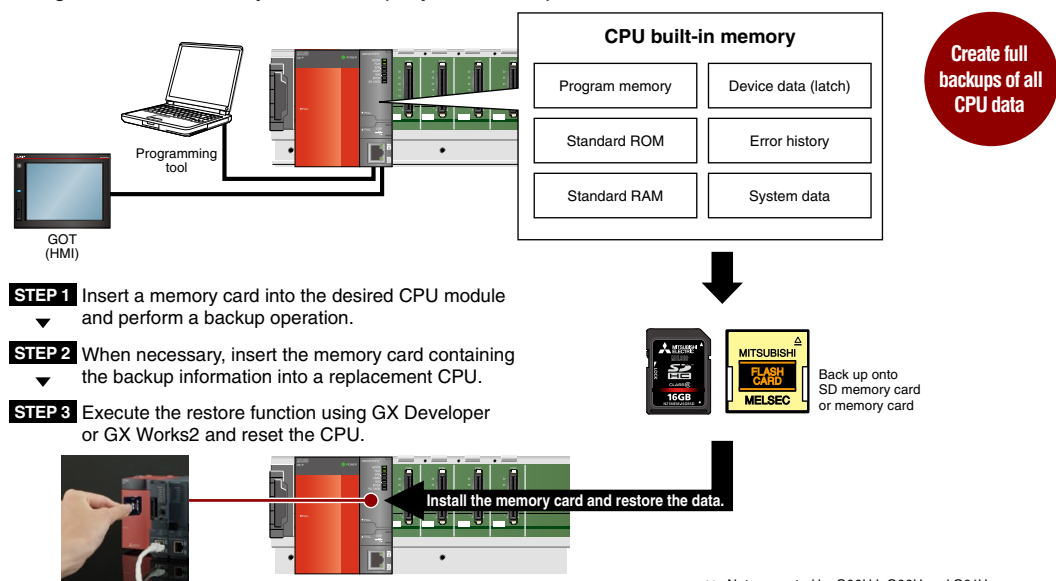 CPU built-in memory
Program memory
Device data (latch)
Standard ROM
Error history
Standard RAM
System data
Create full
backups of all
CPU data
Programming
tool
GOT
(HMI)
STEP 1 Insert a memory card into the desired CPU module
and perform a backup operation.
STEP 2 When necessary, insert the memory card containing
the backup information into a replacement CPU.
STEP 3 Execute the restore function using GX Developer
or GX Works2 and reset the CPU.
MITSUBISHI
ELECTRIC
SD
HC
16GB
MITSUBISHI
FLASH
CARD
MELSEC
Back up onto
SD memory card
or memory card
Install the memory card and restore the data.